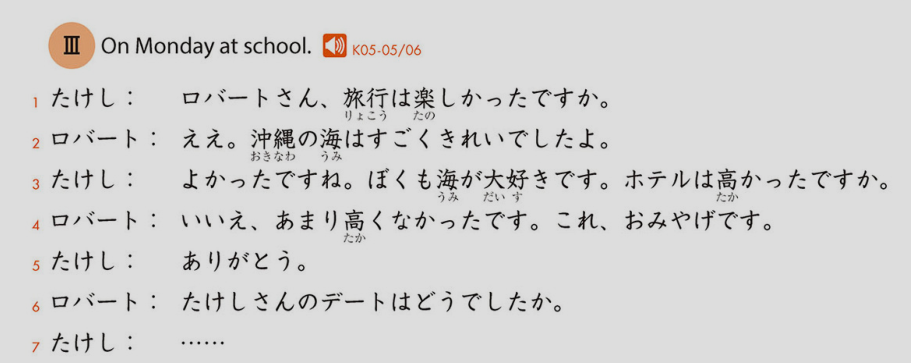 Ⅲ On Monday at school. K05-05/06
1 たけし： ロバートさん、旅行は楽しかったですか。
りょこう たの
2 ロバート： ええ。沖縄の海はすごくきれいでしたよ。
おきなわ うみ
3 たけし： よかったですね。ぼくも海が大好きです。ホテルは高かったですか。
うみ だい す たか
4 ロバート： いいえ、あまり高くなかったです。これ、おみやげです。
たか
5 たけし： ありがとう。
6 ロバート： たけしさんのデートはどうでしたか。
7 たけし： ……